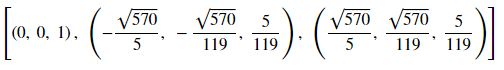 [(0, 0, 1), (-√570/5, -√570/119, 5/119), (√570/5, √570/119, 5/119)]